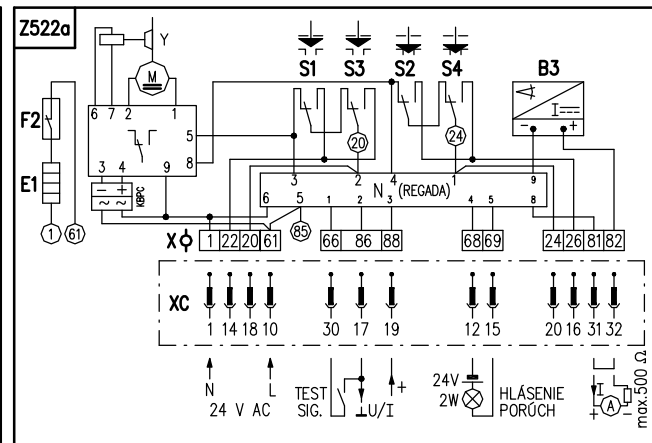 Z522a
Y
S1 S3 S2 S4 B3
M
6 7 2 1
I
- +
F2
5
8
20 24
3 4 9
3 2 4 1 9
E1
- +
~ ~
KBPC
N (REGADA)
6 5 1 2 3 4 5 8
1 61
85
X 1 22 20 61 66 86 88 68 69 24 26 81 82
XC
1 14 18 10 30 17 19 12 15 20 16 31 32
N L
24 V AC
TEST
SIG.
U/I
+
24V
2W
HLÁSENIE
PORÚCH
I
A
+ -
max.500 Ω